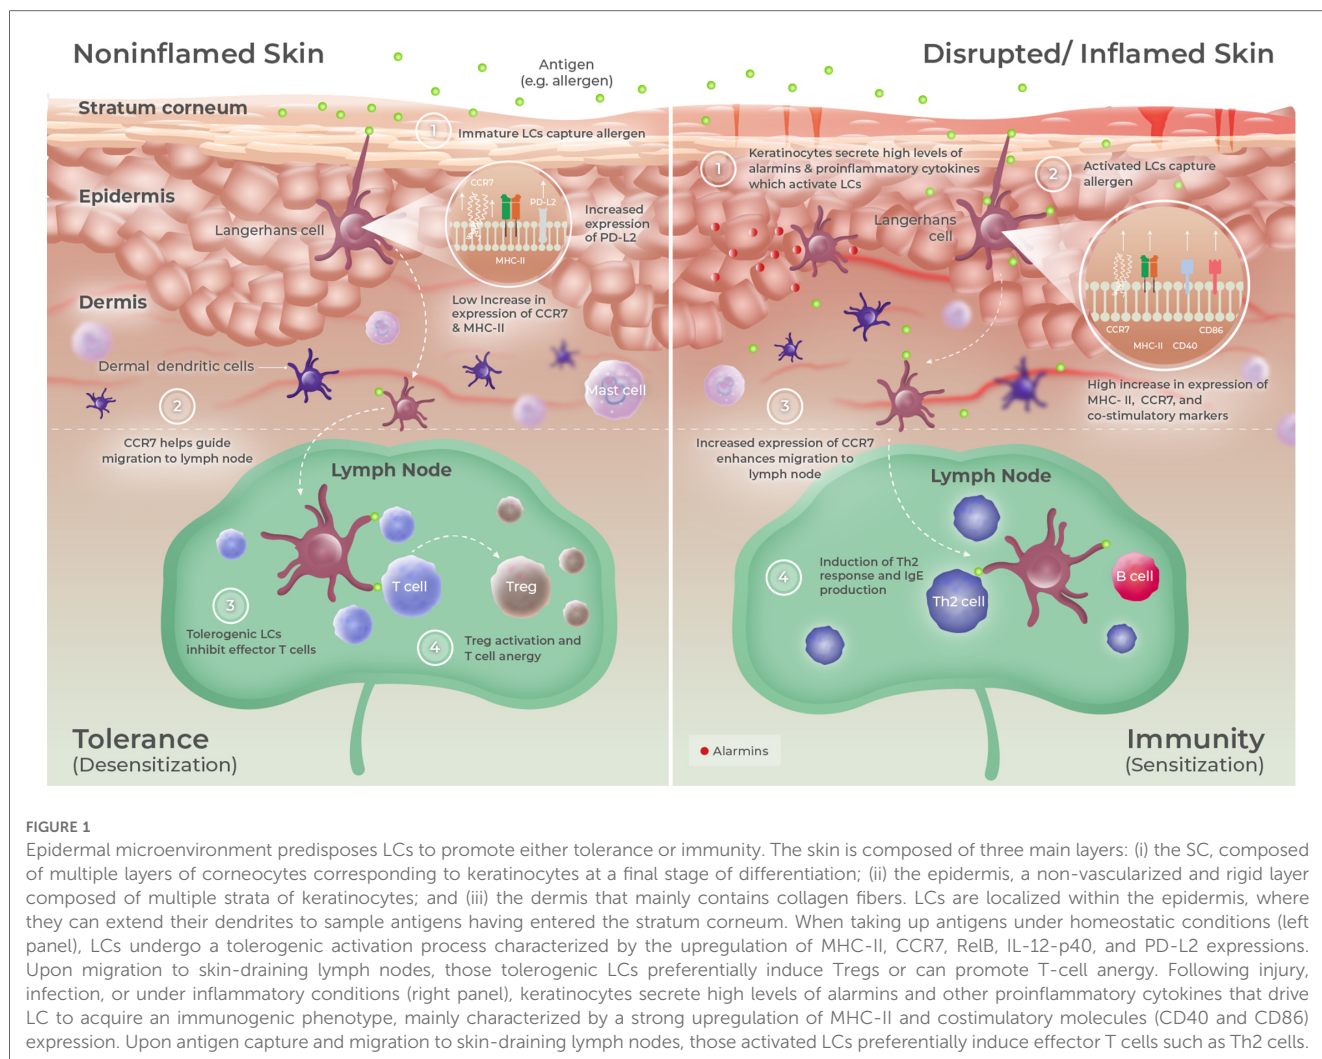 Noninflamed Skin
Disrupted/ Inflamed Skin
Antigen
(e.g. allergen)
Stratum corneum
1
Immature LCs capture allergen
Epidermis
CCR7
PD-L2
MHC-II
Increased
expression
of PD-L2
Langerhans cell
Dermis
Low Increase in
expression of CCR7
& MHC-II
Dermal dendritic cells
Mast cell
2
CCR7 helps guide
migration to lymph node
Lymph Node
T cell
Treg
3
Tolerogenic LCs
inhibit effector T cells
4
Treg activation and
T cell anergy
Tolerance
(Desensitization)
1
Keratinocytes secrete high levels of
alarmins & proinflammatory cytokines
which activate LCs
2
Activated LCs capture
allergen
Langerhans
cell
CCR7
MHC-II
CD40
CD86
High increase in expression of
MHC- II, CCR7, and
co-stimulatory markers
3
Increased expression of CCR7
enhances migration to
lymph node
Lymph Node
4
Induction of Th2
response and IgE
production
Th2 cell
B cell
Alarmins
Immunity
(Sensitization)
FIGURE 1
Epidermal microenvironment predisposes LCs to promote either tolerance or immunity. The skin is composed of three main layers: (i) the SC, composed
of multiple layers of corneocytes corresponding to keratinocytes at a final stage of differentiation; (ii) the epidermis, a non-vascularized and rigid layer
composed of multiple strata of keratinocytes; and (iii) the dermis that mainly contains collagen fibers. LCs are localized within the epidermis, where
they can extend their dendrites to sample antigens having entered the stratum corneum. When taking up antigens under homeostatic conditions (left
panel), LCs undergo a tolerogenic activation process characterized by the upregulation of MHC-II, CCR7, RelB, IL-12-p40, and PD-L2 expressions.
Upon migration to skin-draining lymph nodes, those tolerogenic LCs preferentially induce Tregs or can promote T-cell anergy. Following injury,
infection, or under inflammatory conditions (right panel), keratinocytes secrete high levels of alarmins and other proinflammatory cytokines that drive
LC to acquire an immunogenic phenotype, mainly characterized by a strong upregulation of MHC-II and costimulatory molecules (CD40 and CD86)
expression. Upon antigen capture and migration to skin-draining lymph nodes, those activated LCs preferentially induce effector T cells such as Th2 cells.